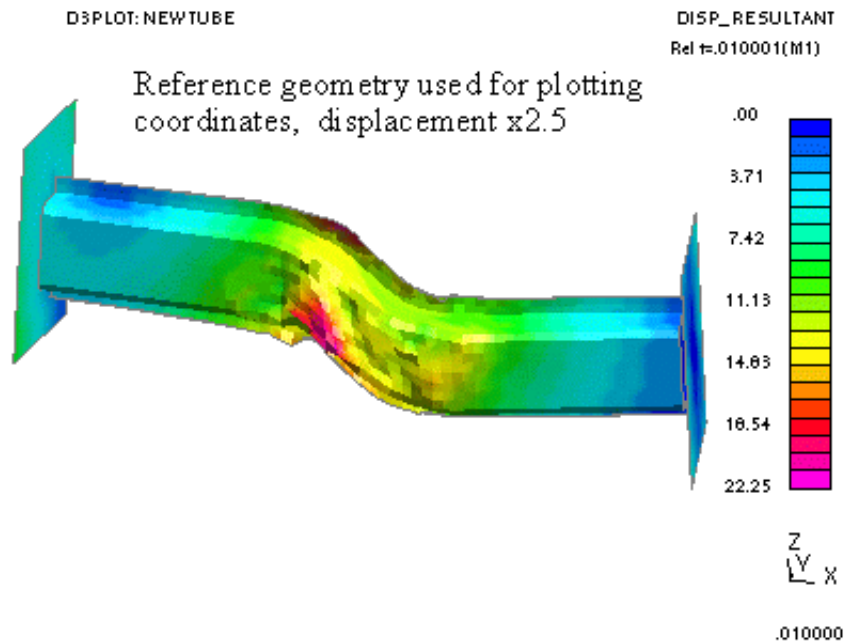 D3PLOT: NEWTUBE
DISP_RESULTANT
Rel t=.010001(M1)
Reference geometry used for plotting
coordinates, displacement x2.5
.00
3.71
7.42
11.13
14.83
18.54
22.25
Z
Y
X
.010000